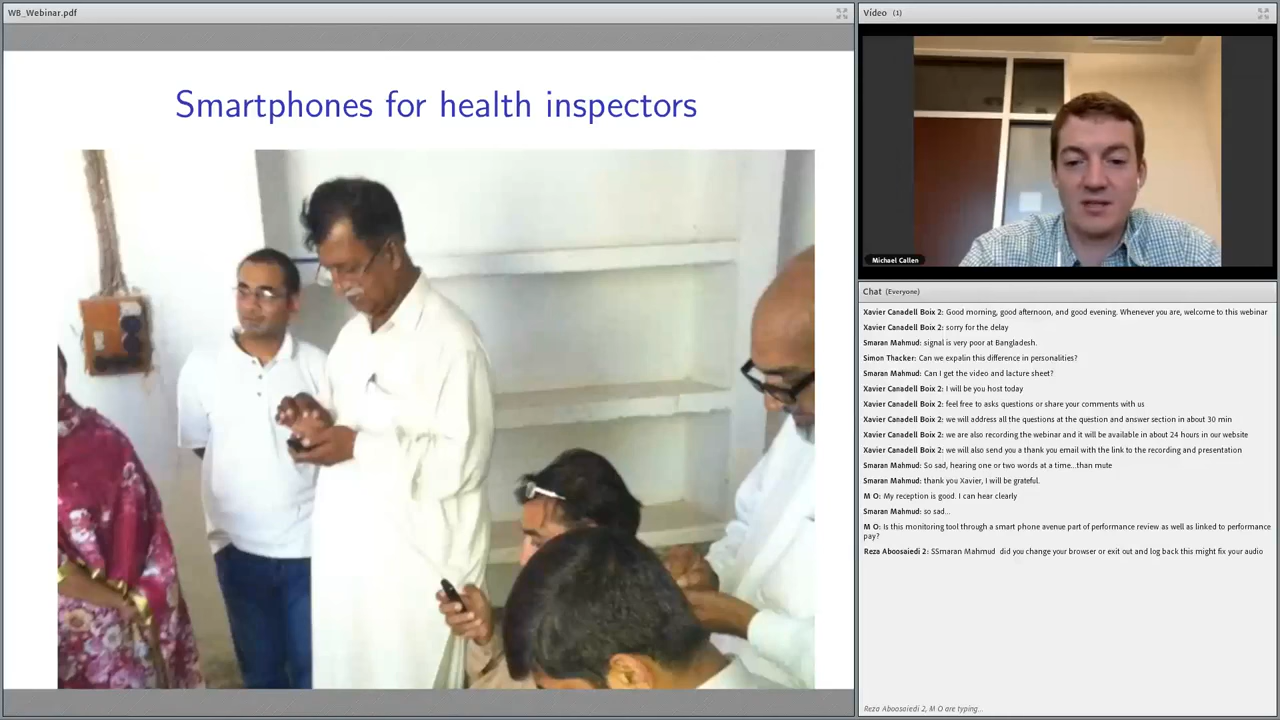 WB_Webinar.pdf
Smartphones for health inspectors
Vídeo (1)
Michael Callen
Chat (Everyone)
Xavier Canadell Boix 2: Good morning, good afternoon, and good evening. Whenever you are, welcome to this webinar
Xavier Canadell Boix 2: sorry for the delay
Smaran Mahmud: signal is very poor at Bangladesh.
Simon Thacker: Can we expalin this difference in personalities?
Smaran Mahmud: Can I get the video and lacture sheet?
Xavier Canadell Boix 2: I will be you host today
Xavier Canadell Boix 2: feel free to asks questions or share your comments with us
Xavier Canadell Boix 2: we will address all the questions at the question and answer section in about 30 min
Xavier Canadell Boix 2: we are also recording the webinar and it will be available in about 24 hours in our website
Xavier Canadell Boix 2: we will also send you a thank you email with the link to the recording and presentation
Smaran Mahmud: So sad, hearing one or two words at a time...than mute
Smaran Mahmud: thank you Xavier, I will be grateful.
M O: My reception is good. I can hear clearly
Smaran Mahmud: so sad...
M O: Is this monitoring tool through a smart phone avenue part of performance review as well as linked to performance
pay?
Reza Aboosaiedi 2: SSmaran Mahmud did you change your browser or exit out and log back this might fix your audio
Reza Aboosaiedi 2, M O are typing...